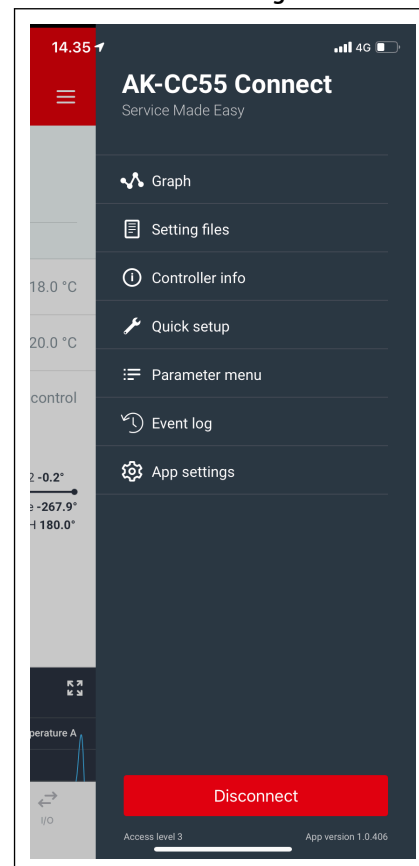 14.35
4G
AK-CC55 Connect
Service Made Easy
Graph
Setting files
18.0 °C
Controller info
Quick setup
20.0 °C
Parameter menu
control
Event log
App settings
2 -0.2°
e -267.9°
H 180.0°
perature A
I/O
Disconnect
Access level 3
App version 1.0.406